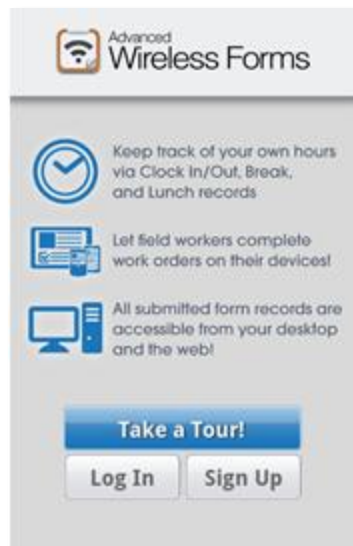 Advanced
Wireless Forms
Keep track of your own hours
via Clock In/Out, Break,
and Lunch records
Let field workers complete
work orders on their devices!
All submitted form records are
accessible from your desktop
and the web!
Take a Tour!
Log In
Sign Up